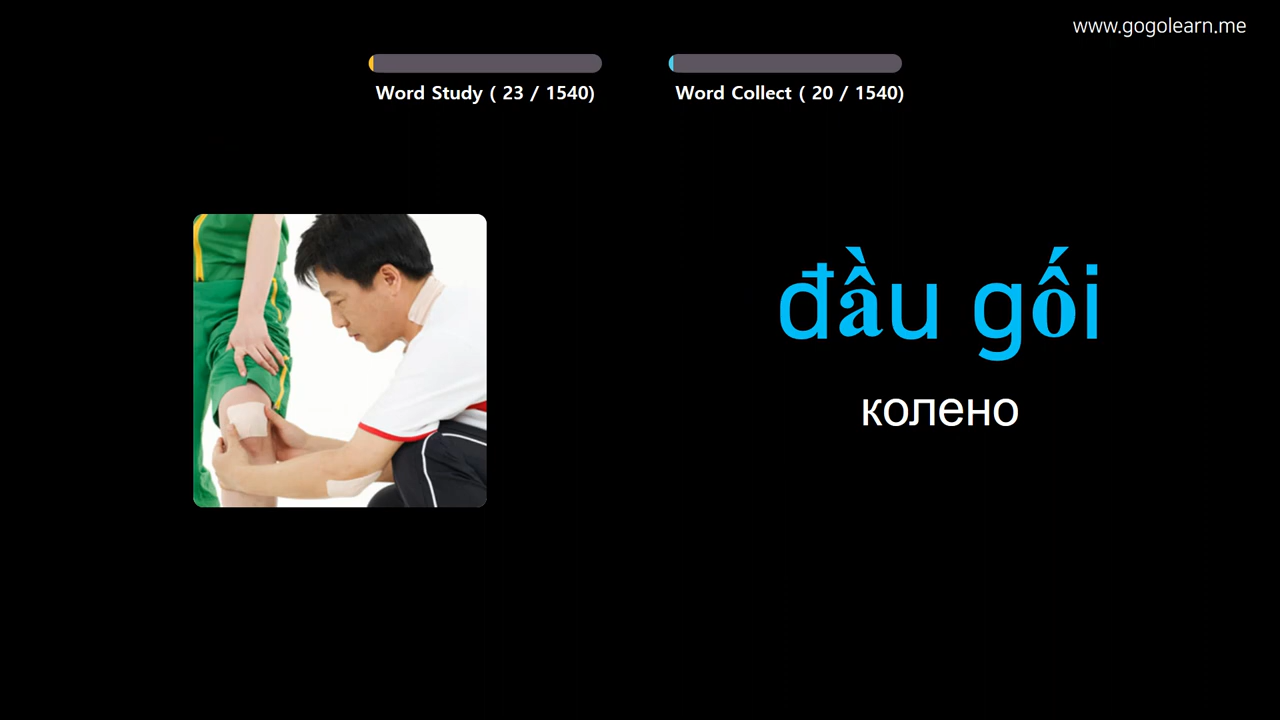 www.gogolearn.me
Word Study ( 23 / 1540)
Word Collect ( 20 / 1540)
đầu gối
колено